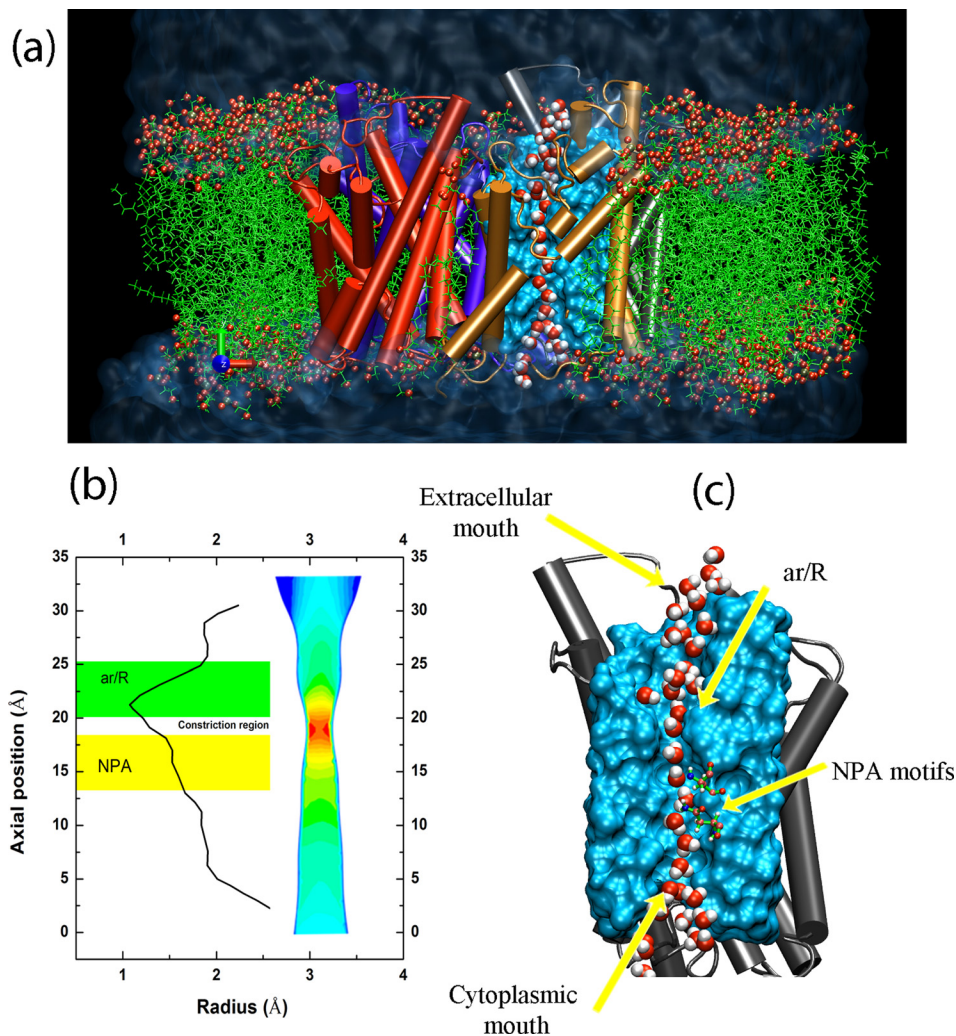 (a)
z
(b)
(c)
Extracellular
mouth
ar/R
1 2 3 4
35 35
30 30
25 25
ar/R
20 20
Constriction region
NPA
15 15
10 10
5 5
0 0
1 2 3 4
Axial position (Å)
Radius (Å)
NPA motifs
Cytoplasmic
mouth